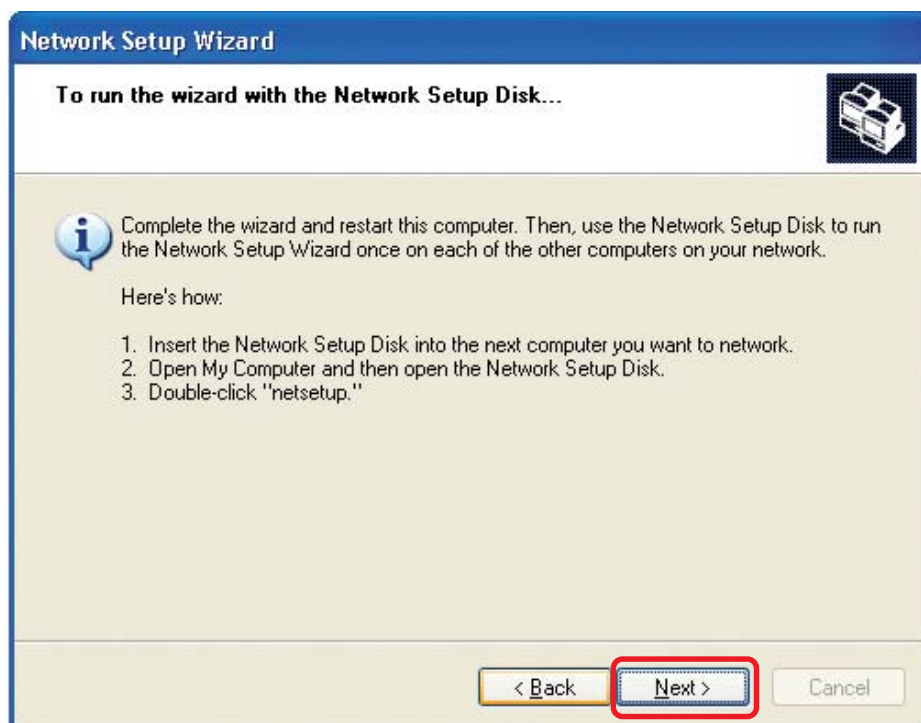 Network Setup Wizard
To run the wizard with the Network Setup Disk...
Complete the wizard and restart this computer. Then, use the Network Setup Disk to run
the Network Setup Wizard once on each of the other computers on your network.
Here's how:
1. Insert the Network Setup Disk into the next computer you want to network.
2. Open My Computer and then open the Network Setup Disk.
3. Double-click "netsetup."
< Back Next > Cancel